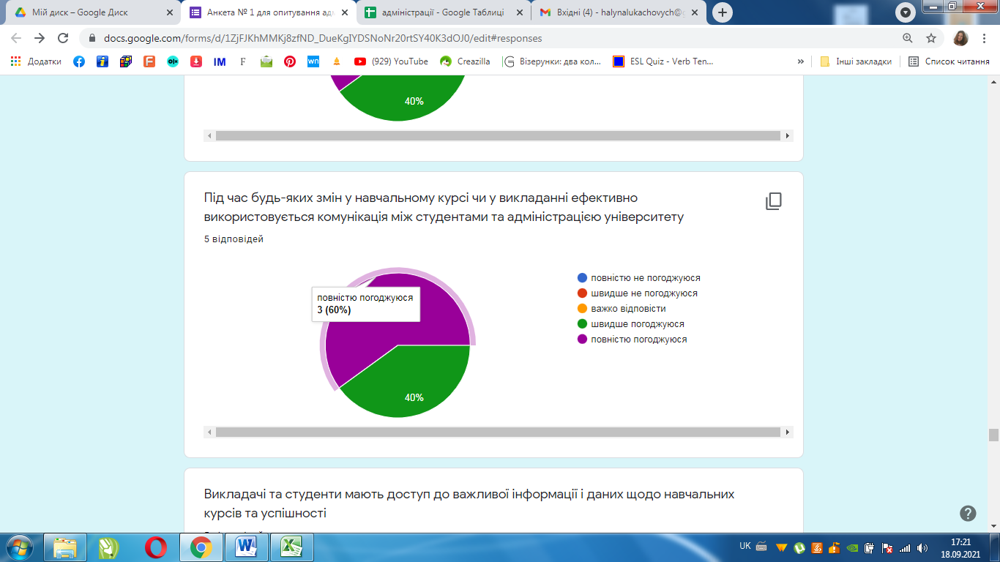 Мій диск – Google Диск
Анкета № 1 для опитування адм
адміністрації - Google Таблиці
Вхідні (4) - halynalukachovych@g
docs.google.com/forms/d/1ZjFJKhMMKj8zfND_DueKgIYDSNoNr20rtSY40K3dOJ0/edit#responses
Додатки
IM
F
(929) YouTube
Creazilla
Візерунки: два кол...
ESL Quiz - Verb Ten...
»
Інші закладки
Список читання
40%
Під час будь-яких змін у навчальному курсі чи у викладанні ефективно
використовується комунікація між студентами та адміністрацією університету
5 відповідей
повністю погоджуюся
3 (60%)
40%
повністю не погоджуюся
швидше не погоджуюся
важко відповісти
швидше погоджуюся
повністю погоджуюся
Викладачі та студенти мають доступ до важливої інформації і даних щодо навчальних
курсів та успішності
UK
17:21
18.09.2021